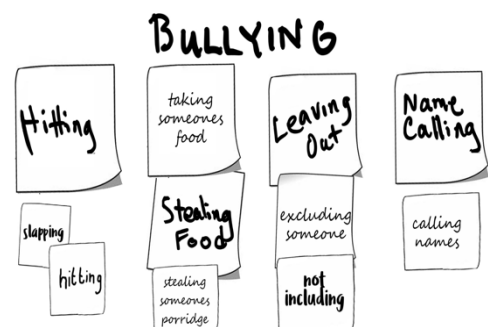 BULLYING
Hitting
slapping
hitting
taking
someones
food
Stealing
Food
stealing
someones
porridge
Leaving
Out
excluding
someone
not
including
Name
Calling
calling
names